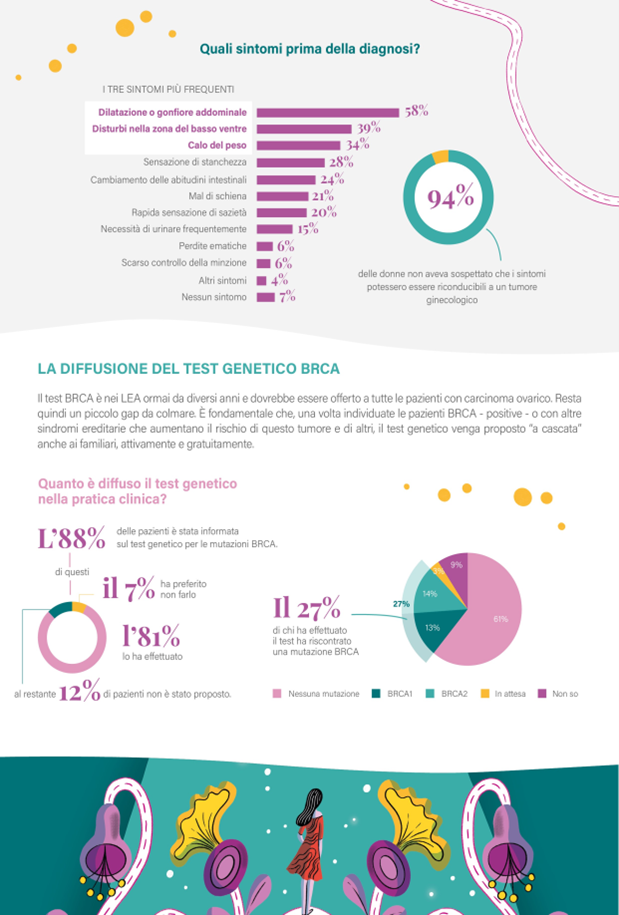 Quali sintomi prima della diagnosi?
I TRE SINTOMI PIÙ FREQUENTI
Dilatazione o gonfiore addominale 58%
Disturbi nella zona del basso ventre 39%
Calo del peso 34%
Sensazione di stanchezza 28%
Cambiamento delle abitudini intestinali 24%
Mal di schiena 21%
Rapida sensazione di sazietà 20%
Necessità di urinare frequentemente 15%
Perdite ematiche 6%
Scarso controllo della minzione 6%
Altri sintomi 4%
Nessun sintomo 7%
94%
delle donne non aveva sospettato che i sintomi
potessero essere riconducibili a un tumore
ginecologico
LA DIFFUSIONE DEL TEST GENETICO BRCA
Il test BRCA è nei LEA ormai da diversi anni e dovrebbe essere offerto a tutte le pazienti con carcinoma ovarico. Resta
quindi un piccolo gap da colmare. È fondamentale che, una volta individuate le pazienti BRCA - positive - o con altre
sindromi ereditarie che aumentano il rischio di questo tumore e di altri, il test genetico venga proposto “a cascata”
anche ai familiari, attivamente e gratuitamente.
Quanto è diffuso il test genetico
nella pratica clinica?
L’88%
delle pazienti è stata informata
sul test genetico per le mutazioni BRCA.
di questi
il 7%
ha preferito
non farlo
l’81%
lo ha effettuato
al restante 12% di pazienti non è stato proposto.
Il 27%
di chi ha effettuato
il test ha riscontrato
una mutazione BRCA
27%
9%
14%
13%
61%
Nessuna mutazione
BRCA1
BRCA2
In attesa
Non so